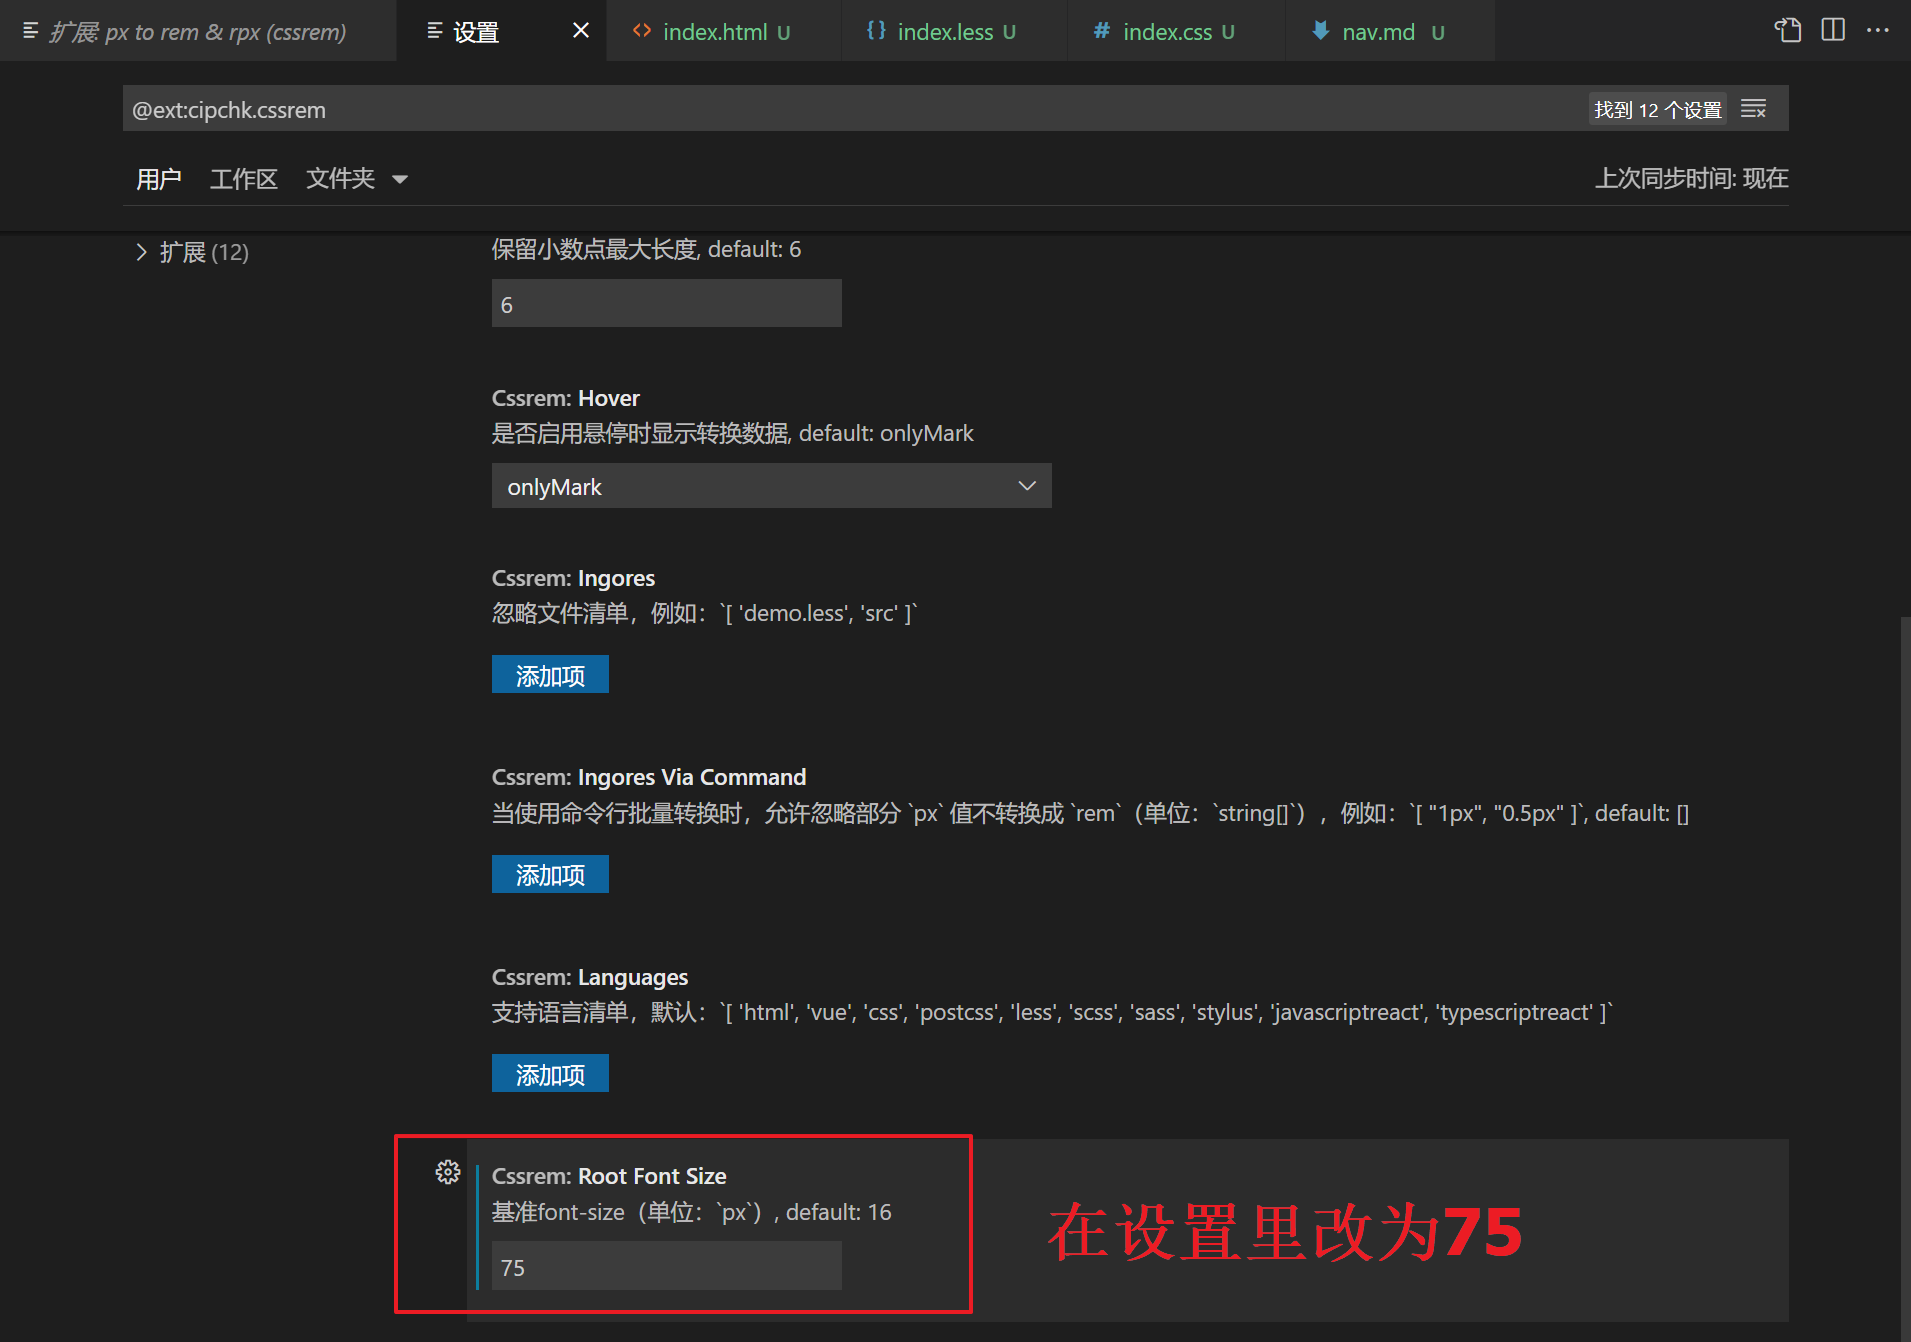 扩展: px to rem & rpx (cssrem)
设置
index.html U
index.less U
index.css U
nav.md U
@ext:cipchk.cssrem
找到 12 个设置
用户 工作区 文件夹
上次同步时间: 现在
扩展 (12)
保留小数点最大长度, default: 6
6
Cssrem: Hover
是否启用悬停时显示转换数据, default: onlyMark
onlyMark
Cssrem: Ingores
忽略文件清单，例如：`[ 'demo.less', 'src' ]`
添加项
Cssrem: Ingores Via Command
当使用命令行批量转换时，允许忽略部分 `px` 值不转换成 `rem`（单位：`string[]`），例如：`[ "1px", "0.5px" ]`, default: []
添加项
Cssrem: Languages
支持语言清单，默认：`[ 'html', 'vue', 'css', 'postcss', 'less', 'scss', 'sass', 'stylus', 'javascriptreact', 'typescriptreact' ]`
添加项
Cssrem: Root Font Size
基准font-size（单位：`px`）, default: 16
75
在设置里改为75